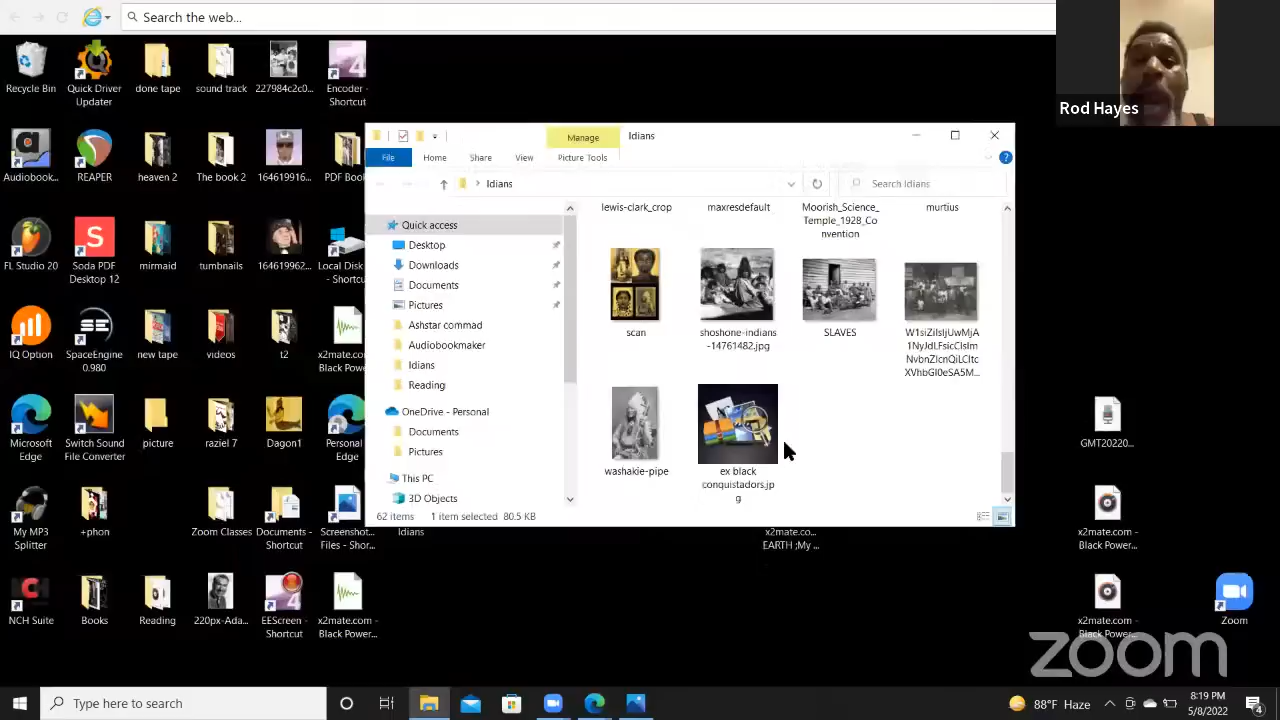 Search the web...
Rod Hayes
Recycle Bin
Quick Driver
Updater
done tape
sound track
227984c2c0...
Encoder -
Shortcut
Audiobook...
REAPER
heaven 2
The book 2
164619916...
PDF Book
FL Studio 20
Soda PDF
Desktop 12
mirmaid
tumbnails
164619962...
Local Disk
- Shortcut
IQ Option
SpaceEngine
0.980
new tape
videos
t2
x2mate.com
Black Power
Microsoft
Edge
Switch Sound
File Converter
picture
raziel 7
Dagon1
Personal
Edge
My MP3
Splitter
+phon
Zoom Classes
Documents -
Shortcut
Screenshot...
Files - Shor...
Idians
NCH Suite
Books
Reading
220px-Ada...
EEScreen -
Shortcut
x2mate.com -
Black Power...
Manage
Idians
File
Home
Share
View
Picture Tools
Idians
Search Idians
Quick access
Desktop
Downloads
Documents
Pictures
Ashstar commad
Audiobookmaker
Idians
Reading
OneDrive - Personal
Documents
Pictures
This PC
3D Objects
lewis-clark_crop
maxresdefault
Moorish_Science_
Temple_1928_Co
nvention
murtius
scan
shoshone-indians
-14761482.jpg
SLAVES
XVhbGl0eSA5M...
washakie-pipe
ex black
conquistadors.jp
g
62 items
1 item selected
80.5 KB
x2mate.co...
EARTH ;My ...
GMT20220...
x2mate.com -
Black Power...
x2mate.com -
Black Power...
Zoom
zoom
Type here to search
88°F Haze
8:19 PM
5/8/2022
4